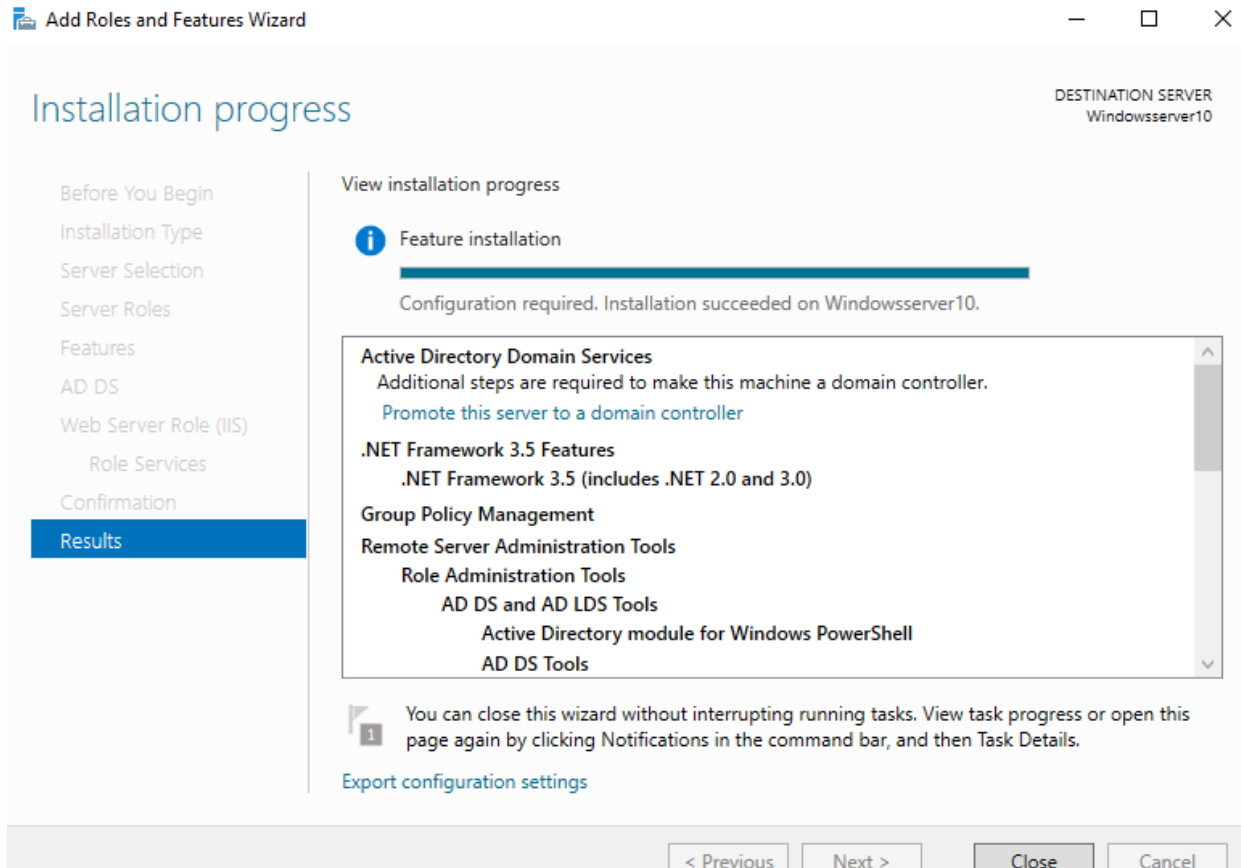 Add Roles and Features Wizard
Installation progress
DESTINATION SERVER
Windowsserver10
Before You Begin
Installation Type
Server Selection
Server Roles
Features
AD DS
Web Server Role (IIS)
Role Services
Confirmation
Results
View installation progress
Feature installation
Configuration required. Installation succeeded on Windowsserver10.
Active Directory Domain Services
Additional steps are required to make this machine a domain controller.
Promote this server to a domain controller
.NET Framework 3.5 Features
.NET Framework 3.5 (includes .NET 2.0 and 3.0)
Group Policy Management
Remote Server Administration Tools
Role Administration Tools
AD DS and AD LDS Tools
Active Directory module for Windows PowerShell
AD DS Tools
1
You can close this wizard without interrupting running tasks. View task progress or open this
page again by clicking Notifications in the command bar, and then Task Details.
Export configuration settings
< Previous
Next >
Close
Cancel